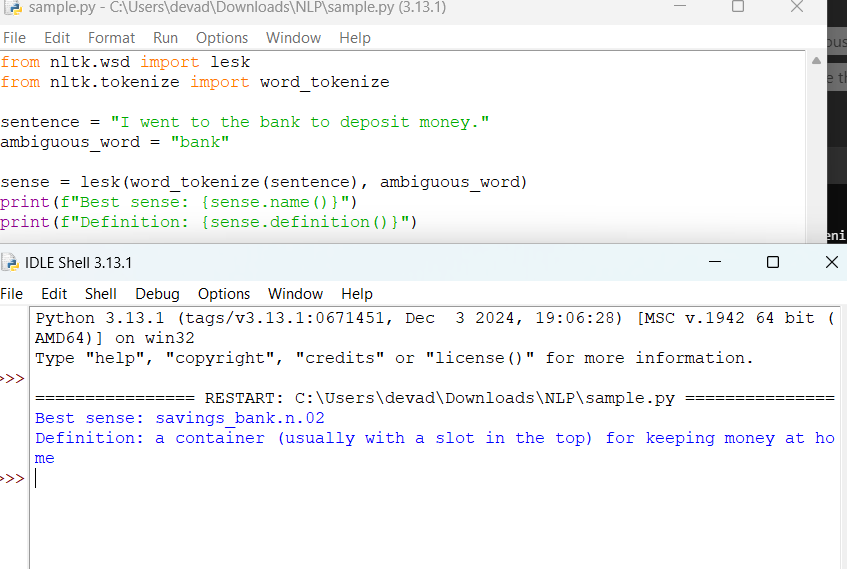 sample.py - C:\Users\devad\Downloads\NLP\sample.py (3.13.1)
File Edit Format Run Options Window Help
from nltk.wsd import lesk
from nltk.tokenize import word_tokenize
sentence = "I went to the bank to deposit money."
ambiguous_word = "bank"
sense = lesk(word_tokenize(sentence), ambiguous_word)
print(f"Best sense: {sense.name()}")
print(f"Definition: {sense.definition()}")
IDLE Shell 3.13.1
File Edit Shell Debug Options Window Help
Python 3.13.1 (tags/v3.13.1:0671451, Dec  3 2024, 19:06:28) [MSC v.1942 64 bit (
AMD64)] on win32
Type "help", "copyright", "credits" or "license()" for more information.
>>>
================ RESTART: C:\Users\devad\Downloads\NLP\sample.py ===============
Best sense: savings_bank.n.02
Definition: a container (usually with a slot in the top) for keeping money at ho
me
>>>